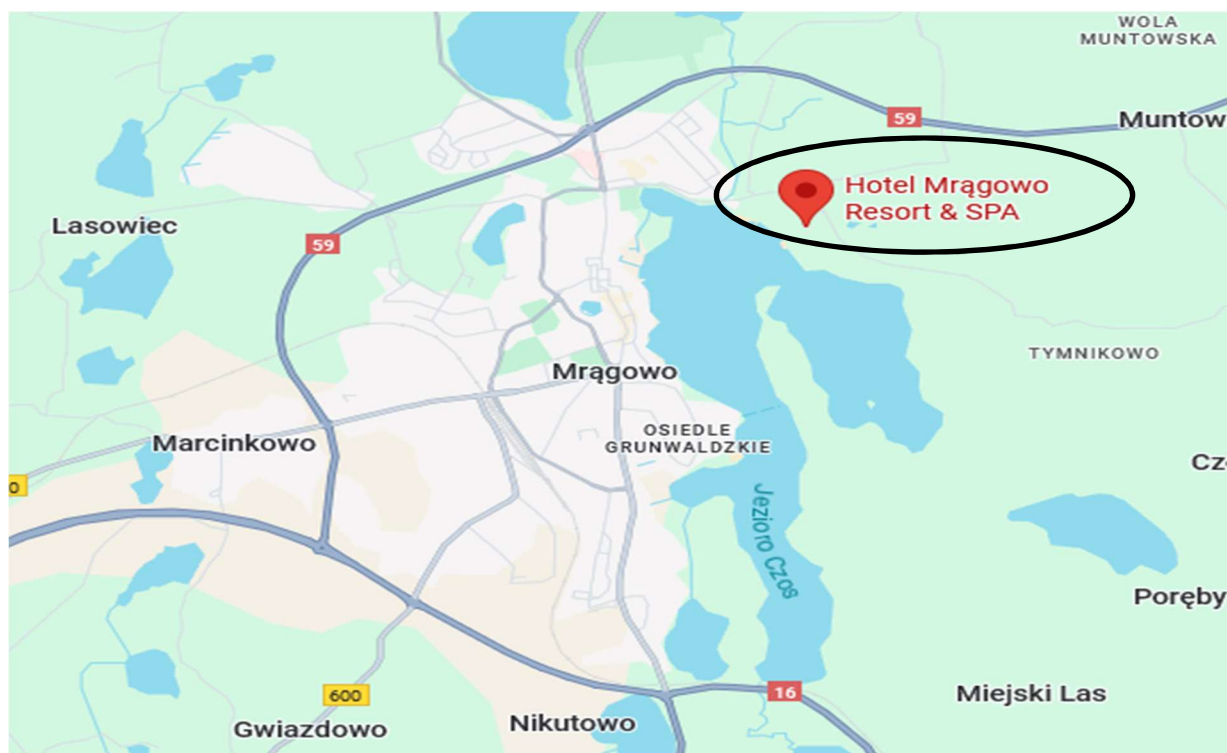 WOLA
MUNTOWSKA
59
Muntow
Hotel Mrągowo
Resort & SPA
Lasowiec
59
TYMNIKOWO
Mrągowo
OSIEDLE
GRUNWALDZKIE
Marcinkowo
Cz
0
Jezioro Czos
Poręby
16
Miejski Las
600
Gwiazdowo
Nikutowo